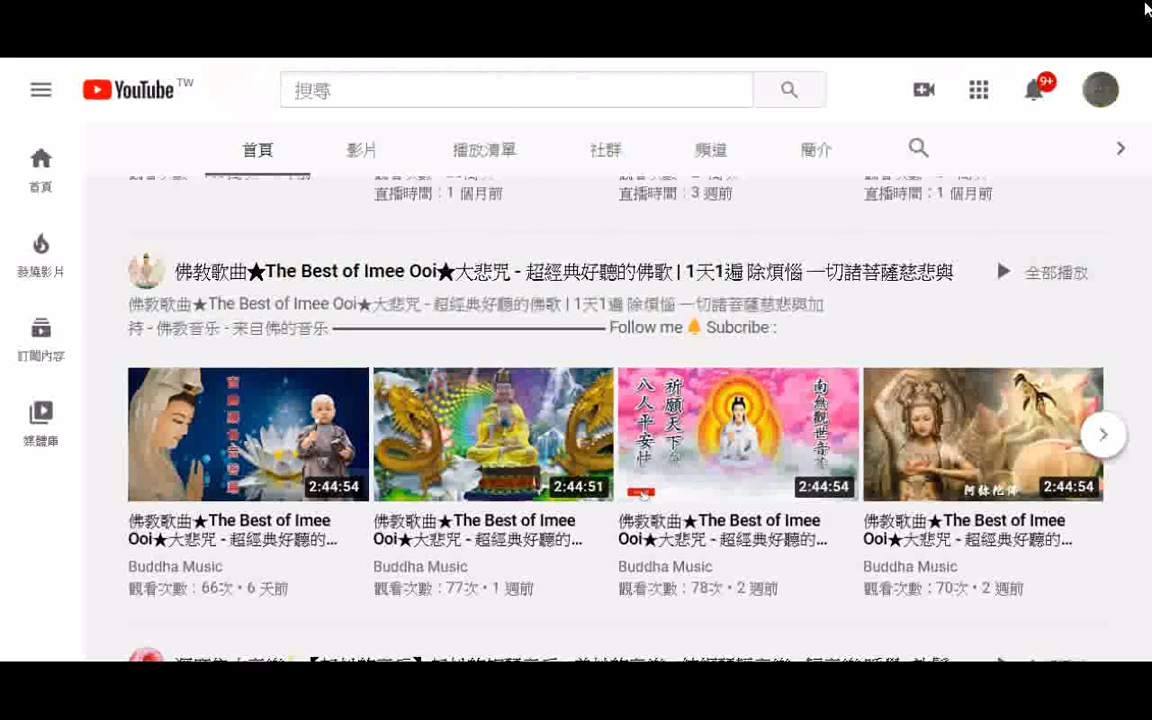 YouTube TW
搜尋
9+
首頁
影片
播放清單
社群
頻道
簡介
首頁
發燒影片
訂閱內容
媒體庫
直播時間：1 個月前
直播時間：3 週前
直播時間：1 個月前
佛教歌曲★The Best of Imee Ooi★大悲咒 - 超經典好聽的佛歌 | 1天1遍 除煩惱 一切諸菩薩慈悲與
全部播放
佛教歌曲★The Best of Imee Ooi★大悲咒 - 超經典好聽的佛歌 | 1天1遍 除煩惱 一切諸菩薩慈悲與加
持 - 佛教音乐 - 来自佛的音乐 ━━━━━━━━━━━━━━━━ Follow me 🔔 Subcribe :
2:44:54
2:44:51
祈願天下
八人平安快
南無觀世音菩
2:44:54
阿弥陀佛
2:44:54
佛教歌曲★The Best of Imee
Ooi★大悲咒 - 超經典好聽的...
Buddha Music
觀看次數：66次 • 6 天前
佛教歌曲★The Best of Imee
Ooi★大悲咒 - 超經典好聽的...
Buddha Music
觀看次數：77次 • 1 週前
佛教歌曲★The Best of Imee
Ooi★大悲咒 - 超經典好聽的...
Buddha Music
觀看次數：78次 • 2 週前
佛教歌曲★The Best of Imee
Ooi★大悲咒 - 超經典好聽的...
Buddha Music
觀看次數：70次 • 2 週前